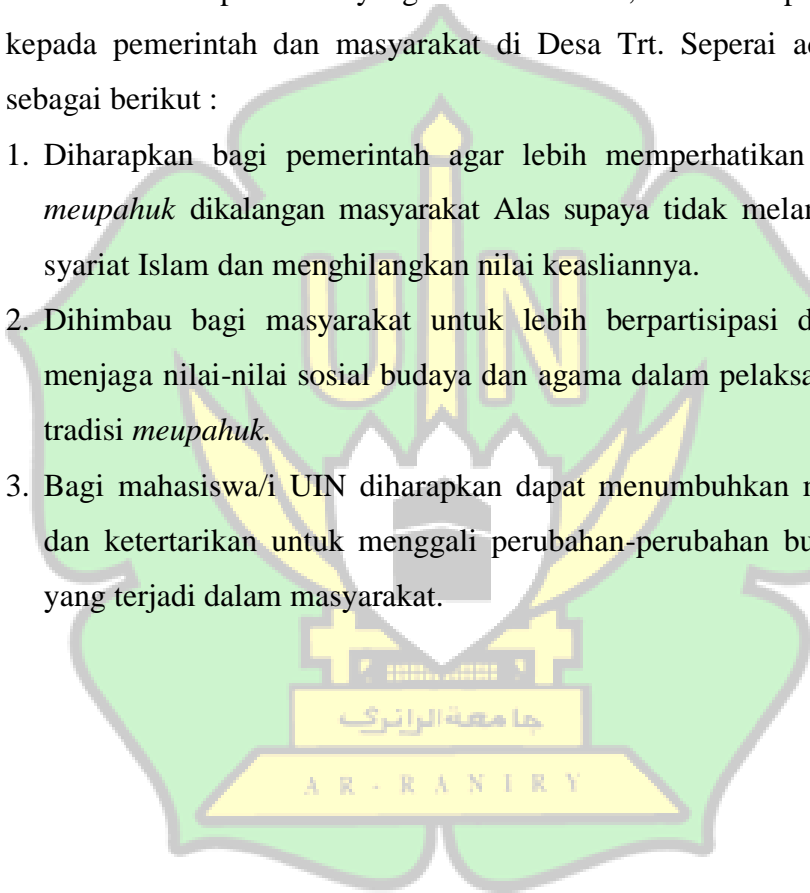 kepada pemerintah dan masyarakat di Desa Trt. Seperai
sebagai berikut :
1. Diharapkan bagi pemerintah agar lebih memperhatikan
meupahuk dikalangan masyarakat Alas supaya tidak
syariat Islam dan menghilangkan nilai keasliannya.
2. Dihimbau bagi masyarakat untuk lebih berpartisipasi
menjaga nilai-nilai sosial budaya dan agama dalam
tradisi meupahuk.
3. Bagi mahasiswa/i UIN diharapkan dapat menumbuhkan
dan ketertarikan untuk menggali perubahan-perubahan
yang terjadi dalam masyarakat.
UIN
جامعة الرانري
AR-RANIRY